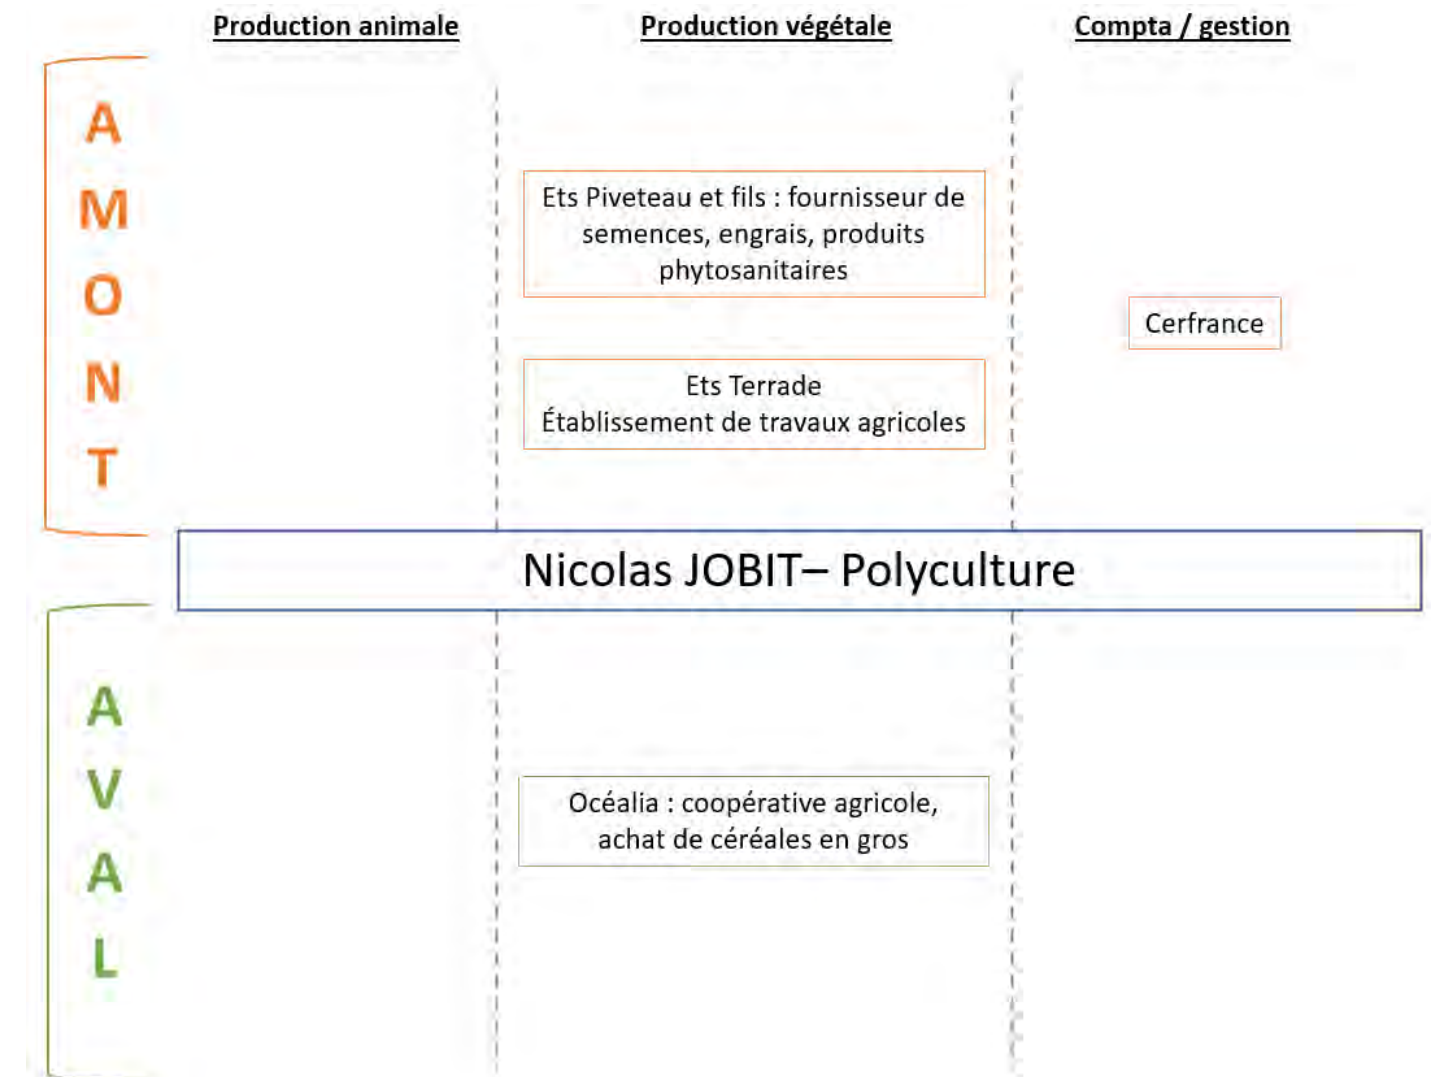 Production animale
Production végétale
Compta / gestion
A
M
O
N
T
Ets Piveteau et fils : fournisseur de
semences, engrais, produits
phytosanitaires
Cerfrance
Ets Terrade
Établissement de travaux agricoles
Nicolas JOBIT– Polyculture
A
V
A
L
Océalia : coopérative agricole,
achat de céréales en gros